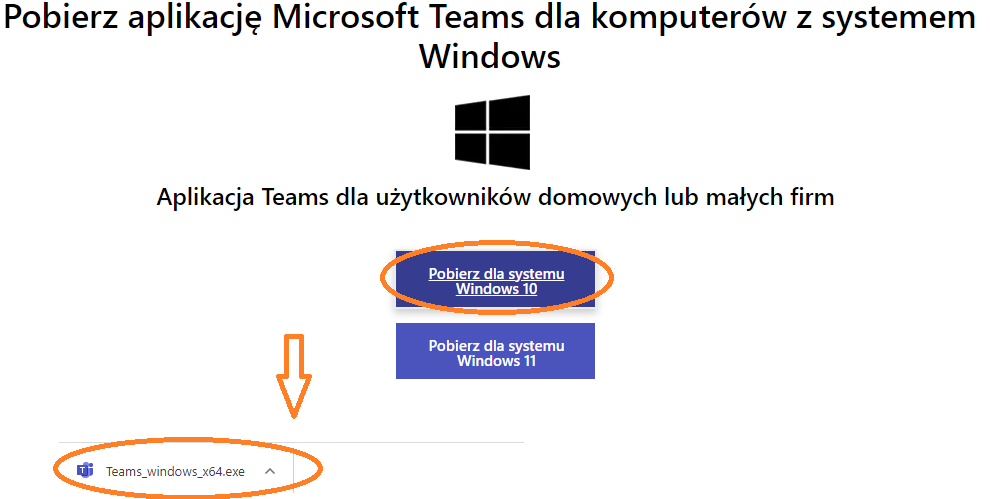 Pobierz aplikację Microsoft Teams dla komputerów z systemem
Windows
Aplikacja Teams dla użytkowników domowych lub małych firm
Pobierz dla systemu
Windows 10
Pobierz dla systemu
Windows 11
Teams_windows_x64.exe